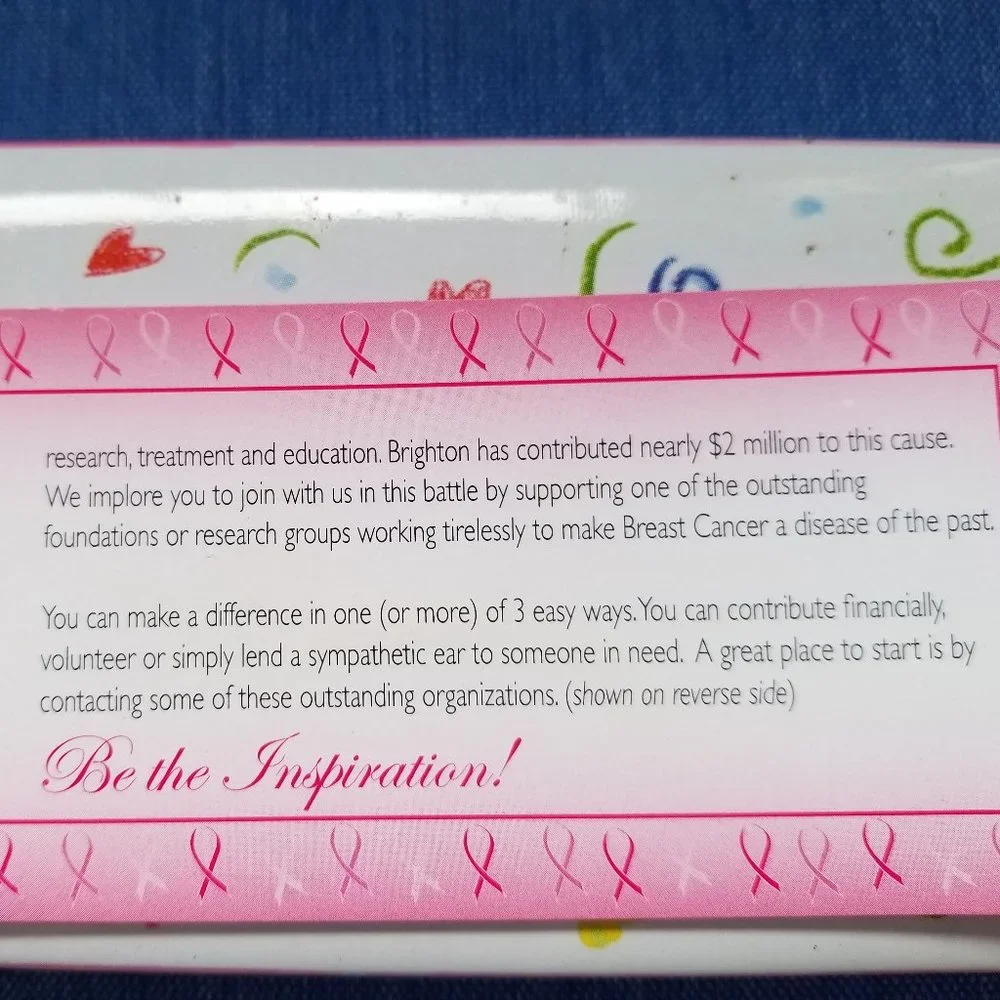 research, treatment and education. Brighton has contributed nearly $2 million to this cause.
We implore you to join with us in this battle by supporting one of the outstanding
foundations or research groups working tirelessly to make Breast Cancer a disease of the past.
You can make a difference in one (or more) of 3 easy ways.You can contribute financially,
volunteer or simply lend a sympathetic ear to someone in need. A great place to start is by
contacting some of these outstanding organizations. (shown on reverse side)
Be the Inspiration!